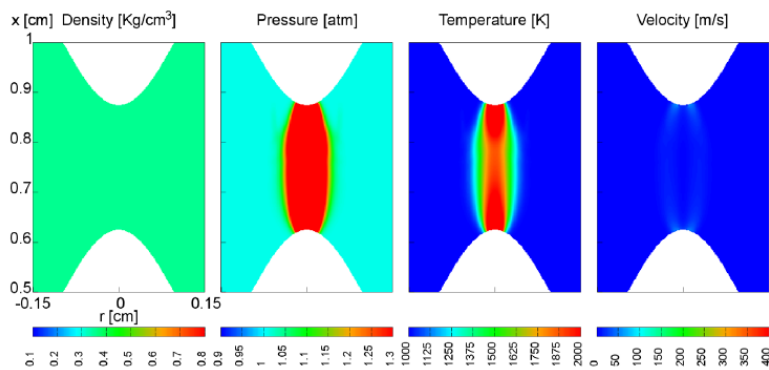 x [cm] Density [Kg/cm³] Pressure [atm] Temperature [K] Velocity [m/s]
1
0.9
0.8
0.7
0.6
0.5
-0.15 0 0.15
r [cm]
0.1 0.2 0.3 0.4 0.5 0.6 0.7 0.8 0.9 0.95 1 1.05 1.1 1.15 1.2 1.25 1.3 1000 1125 1250 1375 1500 1625 1750 1875 2000 0 50 100 150 200 250 300 350 400